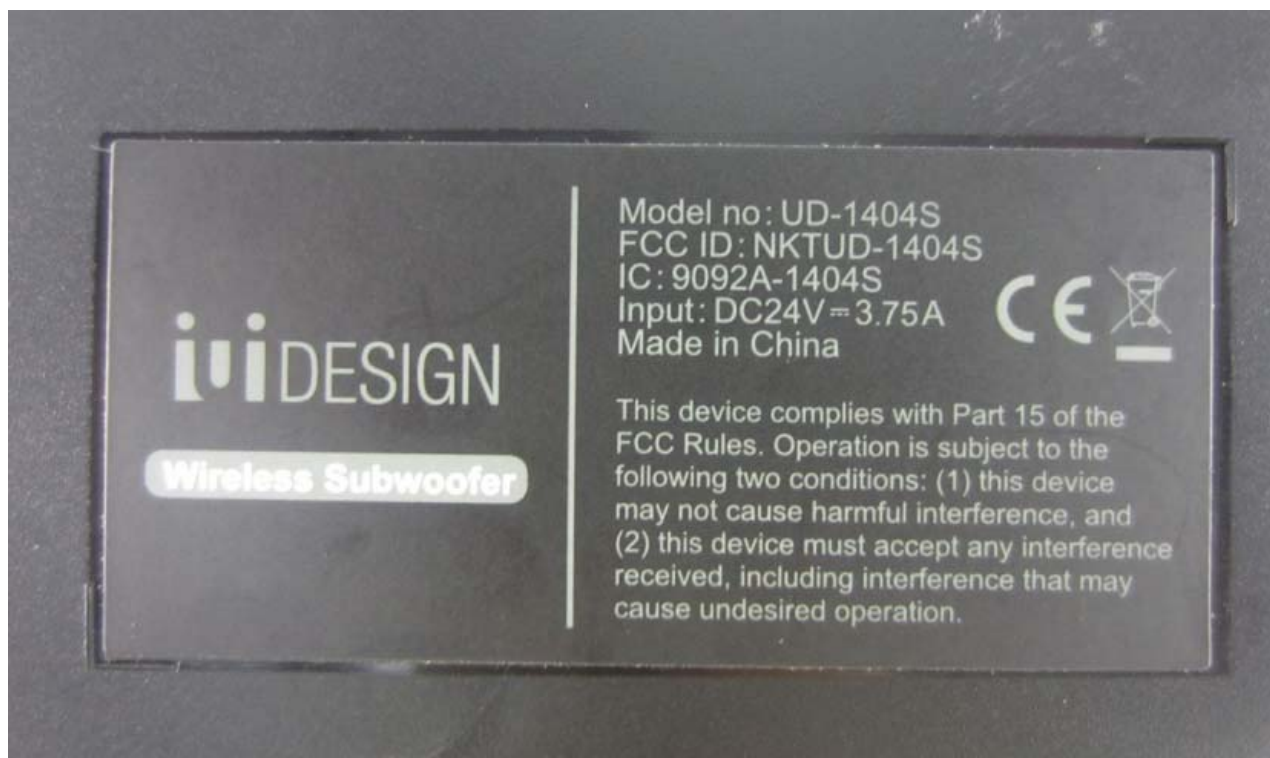 iui DESIGN
Wireless Subwoofer
Model no: UD-1404S
FCC ID: NKTUD-1404S
IC: 9092A-1404S
Input: DC24V⎓3.75A
Made in China
CE
This device complies with Part 15 of the
FCC Rules. Operation is subject to the
following two conditions: (1) this device
may not cause harmful interference, and
(2) this device must accept any interference
received, including interference that may
cause undesired operation.